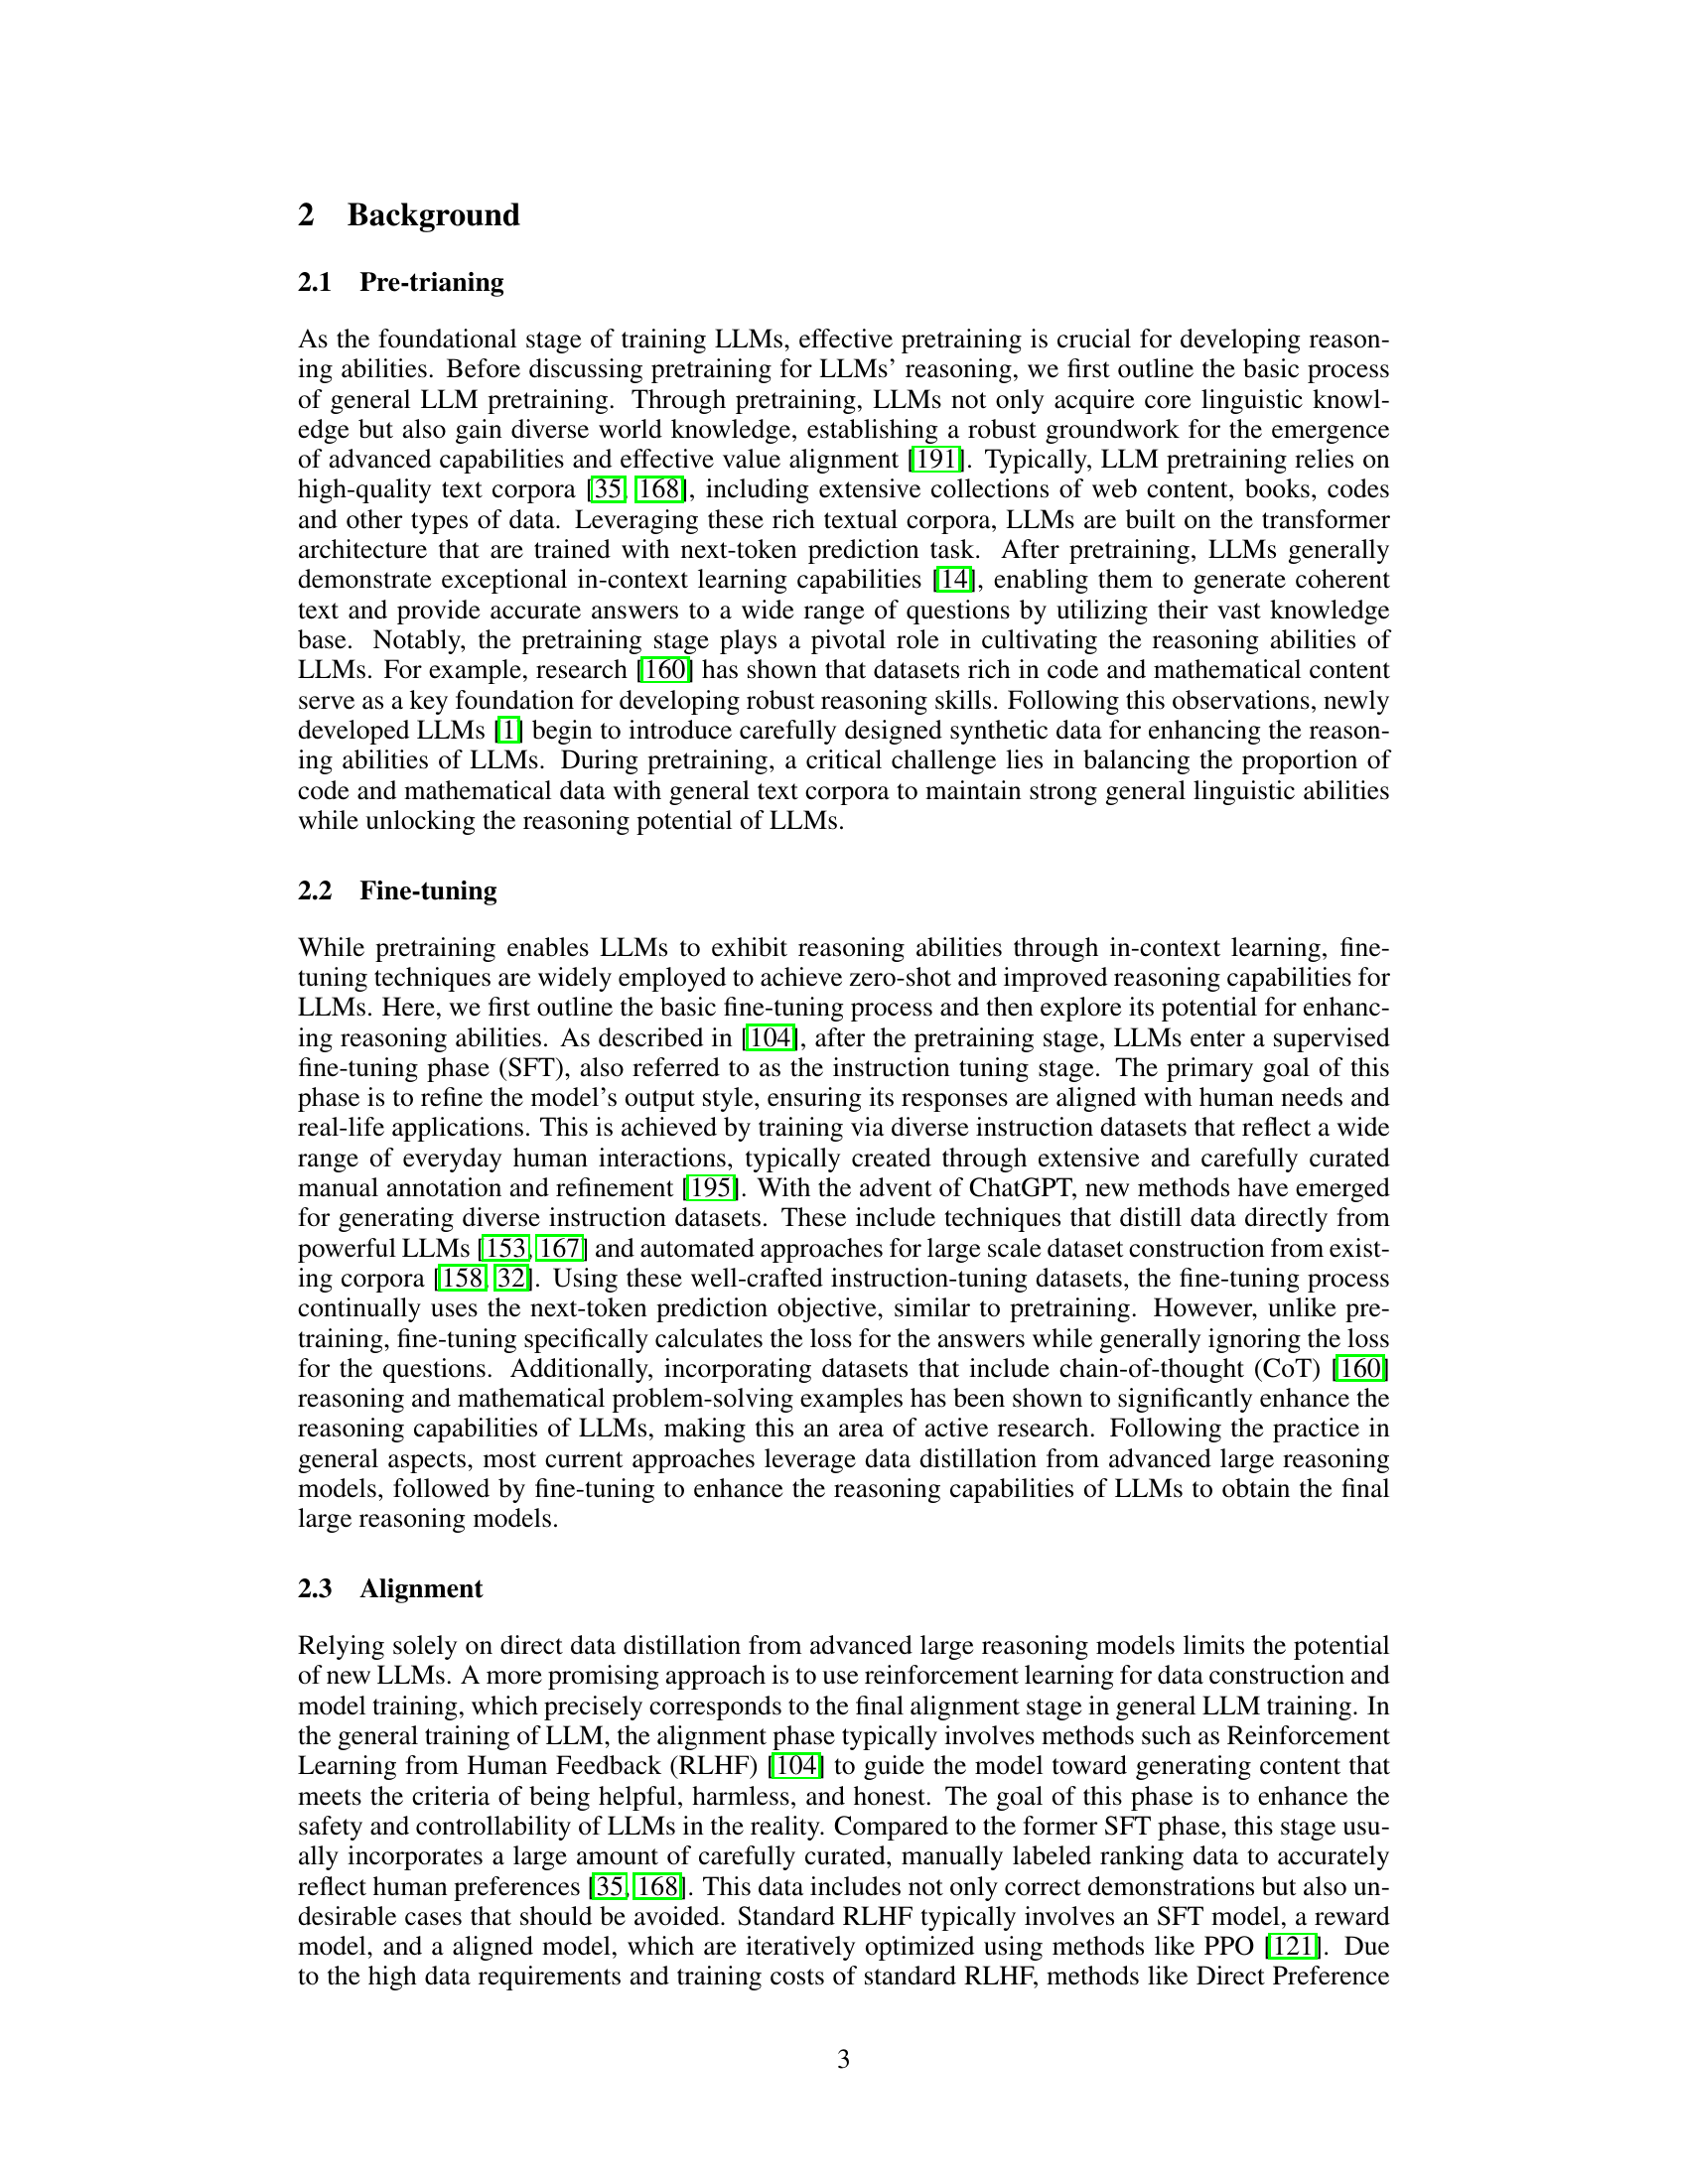 2 Background
2.1 Pre-trianing
As the foundational stage of training LLMs, effective pretraining is crucial for developing reason-
ing abilities. Before discussing pretraining for LLMs' reasoning, we first outline the basic process
of general LLM pretraining. Through pretraining, LLMs not only acquire core linguistic knowl-
edge but also gain diverse world knowledge, establishing a robust groundwork for the emergence
of advanced capabilities and effective value alignment [191]. Typically, LLM pretraining relies on
high-quality text corpora [35, 168], including extensive collections of web content, books, codes
and other types of data. Leveraging these rich textual corpora, LLMs are built on the transformer
architecture that are trained with next-token prediction task. After pretraining, LLMs generally
demonstrate exceptional in-context learning capabilities [14], enabling them to generate coherent
text and provide accurate answers to a wide range of questions by utilizing their vast knowledge
base. Notably, the pretraining stage plays a pivotal role in cultivating the reasoning abilities of
LLMs. For example, research [160] has shown that datasets rich in code and mathematical content
serve as a key foundation for developing robust reasoning skills. Following this observations, newly
developed LLMs [1] begin to introduce carefully designed synthetic data for enhancing the reason-
ing abilities of LLMs. During pretraining, a critical challenge lies in balancing the proportion of
code and mathematical data with general text corpora to maintain strong general linguistic abilities
while unlocking the reasoning potential of LLMs.
2.2 Fine-tuning
While pretraining enables LLMs to exhibit reasoning abilities through in-context learning, fine-
tuning techniques are widely employed to achieve zero-shot and improved reasoning capabilities for
LLMs. Here, we first outline the basic fine-tuning process and then explore its potential for enhanc-
ing reasoning abilities. As described in [104], after the pretraining stage, LLMs enter a supervised
fine-tuning phase (SFT), also referred to as the instruction tuning stage. The primary goal of this
phase is to refine the model's output style, ensuring its responses are aligned with human needs and
real-life applications. This is achieved by training via diverse instruction datasets that reflect a wide
range of everyday human interactions, typically created through extensive and carefully curated
manual annotation and refinement [195]. With the advent of ChatGPT, new methods have emerged
for generating diverse instruction datasets. These include techniques that distill data directly from
powerful LLMs [153, 167] and automated approaches for large scale dataset construction from exist-
ing corpora [158, 32]. Using these well-crafted instruction-tuning datasets, the fine-tuning process
continually uses the next-token prediction objective, similar to pretraining. However, unlike pre-
training, fine-tuning specifically calculates the loss for the answers while generally ignoring the loss
for the questions. Additionally, incorporating datasets that include chain-of-thought (CoT) [160]
reasoning and mathematical problem-solving examples has been shown to significantly enhance the
reasoning capabilities of LLMs, making this an area of active research. Following the practice in
general aspects, most current approaches leverage data distillation from advanced large reasoning
models, followed by fine-tuning to enhance the reasoning capabilities of LLMs to obtain the final
large reasoning models.
2.3 Alignment
Relying solely on direct data distillation from advanced large reasoning models limits the potential
of new LLMs. A more promising approach is to use reinforcement learning for data construction and
model training, which precisely corresponds to the final alignment stage in general LLM training. In
the general training of LLM, the alignment phase typically involves methods such as Reinforcement
Learning from Human Feedback (RLHF) [104] to guide the model toward generating content that
meets the criteria of being helpful, harmless, and honest. The goal of this phase is to enhance the
safety and controllability of LLMs in the reality. Compared to the former SFT phase, this stage usu-
ally incorporates a large amount of carefully curated, manually labeled ranking data to accurately
reflect human preferences [35, 168]. This data includes not only correct demonstrations but also un-
desirable cases that should be avoided. Standard RLHF typically involves an SFT model, a reward
model, and a aligned model, which are iteratively optimized using methods like PPO [121]. Due
to the high data requirements and training costs of standard RLHF, methods like Direct Preference
3